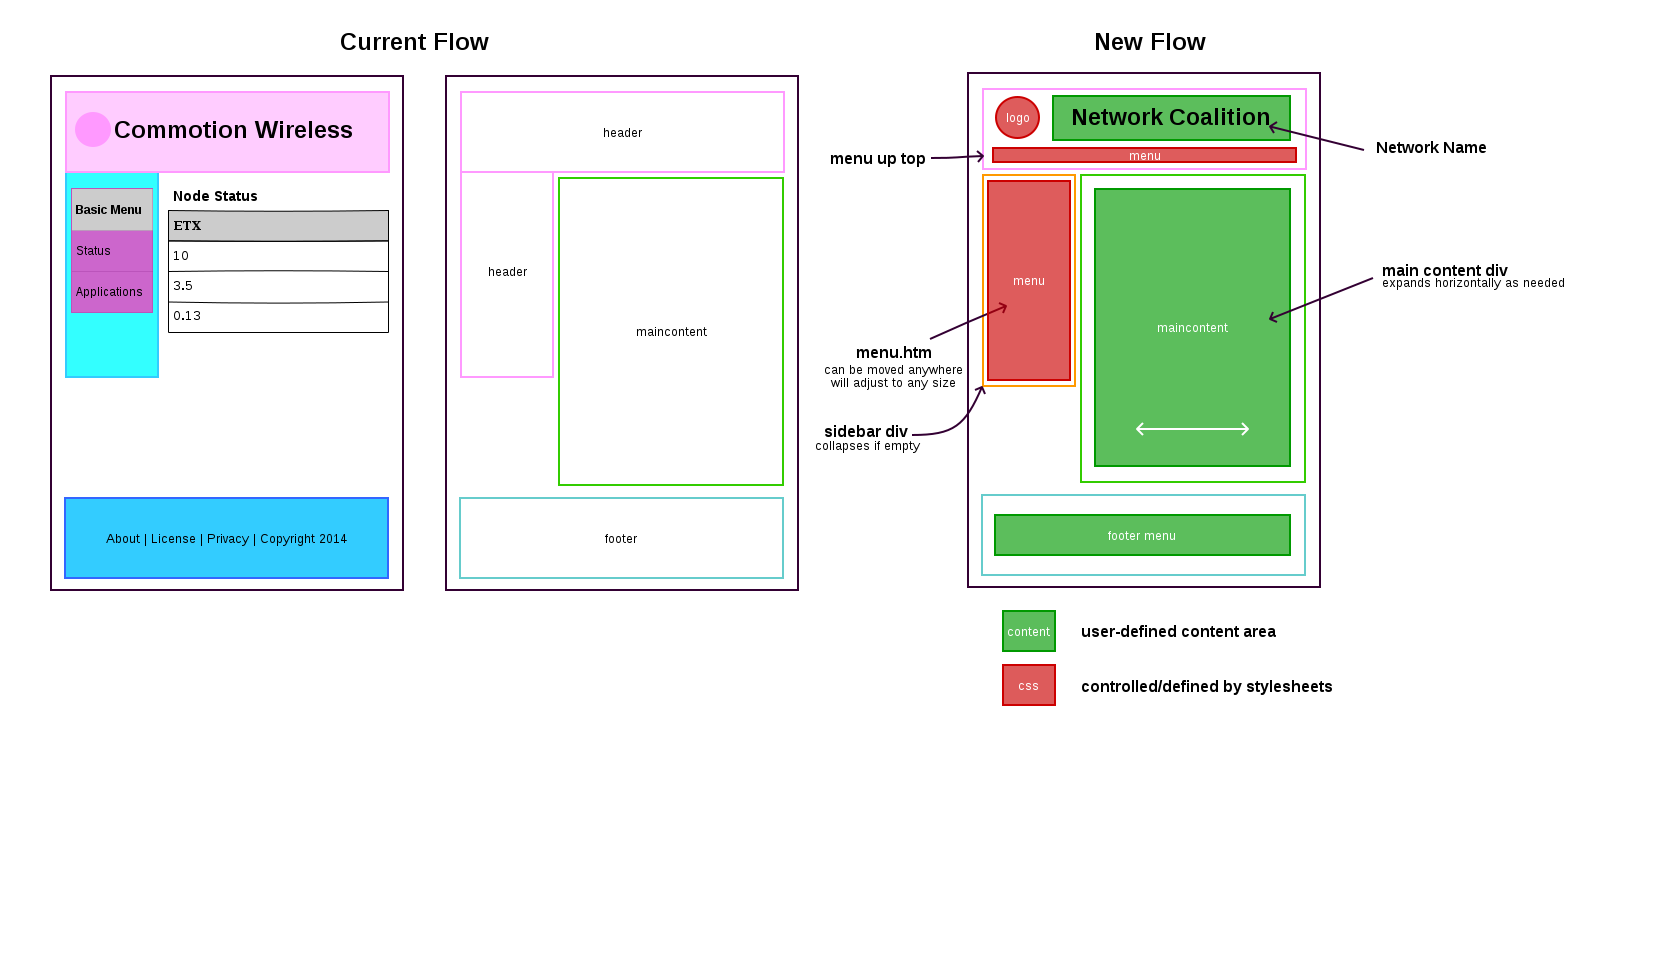 Current Flow
Commotion Wireless
Basic Menu
Status
Applications
Node Status
ETX
10
3.5
0.13
About | License | Privacy | Copyright 2014
header
header
maincontent
footer
New Flow
logo
Network Coalition
menu
menu up top
Network Name
menu
maincontent
main content div
expands horizontally as needed
menu.htm
can be moved anywhere
will adjust to any size
sidebar div
collapses if empty
footer menu
content
user-defined content area
css
controlled/defined by stylesheets